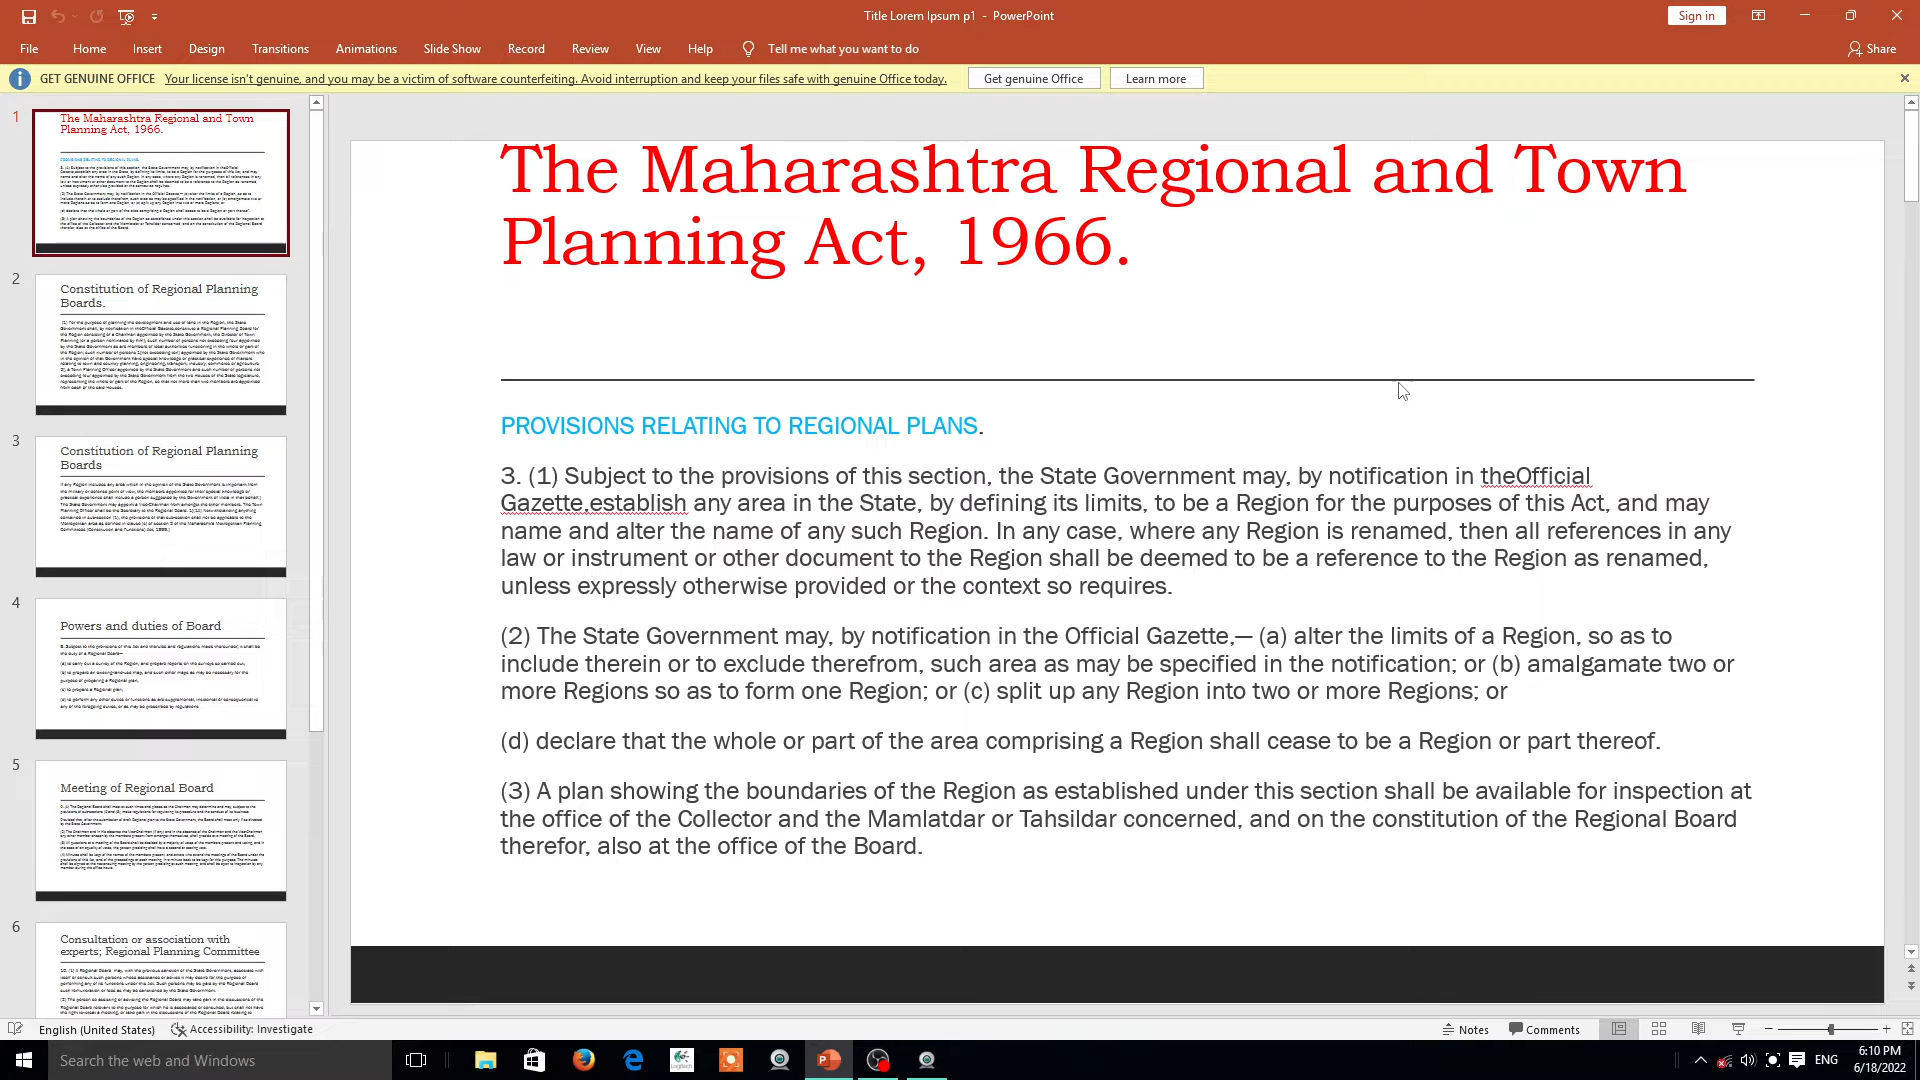 Title Lorem Ipsum p1 - PowerPoint
Sign in
File Home Insert Design Transitions Animations Slide Show Record Review View Help Tell me what you want to do Share
GET GENUINE OFFICE Your license isn't genuine, and you may be a victim of software counterfeiting. Avoid interruption and keep your files safe with genuine Office today. Get genuine Office Learn more
1
The Maharashtra Regional and Town
Planning Act, 1966.
2
Constitution of Regional Planning
Boards.
3
Constitution of Regional Planning
Boards
4
Powers and duties of Board
5
Meeting of Regional Board
6
Consultation or association with
experts; Regional Planning Committee
The Maharashtra Regional and Town
Planning Act, 1966.
PROVISIONS RELATING TO REGIONAL PLANS.
3. (1) Subject to the provisions of this section, the State Government may, by notification in theOfficial
Gazette,establish any area in the State, by defining its limits, to be a Region for the purposes of this Act, and may
name and alter the name of any such Region. In any case, where any Region is renamed, then all references in any
law or instrument or other document to the Region shall be deemed to be a reference to the Region as renamed,
unless expressly otherwise provided or the context so requires.
(2) The State Government may, by notification in the Official Gazette,— (a) alter the limits of a Region, so as to
include therein or to exclude therefrom, such area as may be specified in the notification; or (b) amalgamate two or
more Regions so as to form one Region; or (c) split up any Region into two or more Regions; or
(d) declare that the whole or part of the area comprising a Region shall cease to be a Region or part thereof.
(3) A plan showing the boundaries of the Region as established under this section shall be available for inspection at
the office of the Collector and the Mamlatdar or Tahsildar concerned, and on the constitution of the Regional Board
therefor, also at the office of the Board.
English (United States) Accessibility: Investigate Notes Comments
Search the web and Windows
ENG
6:10 PM
6/18/2022